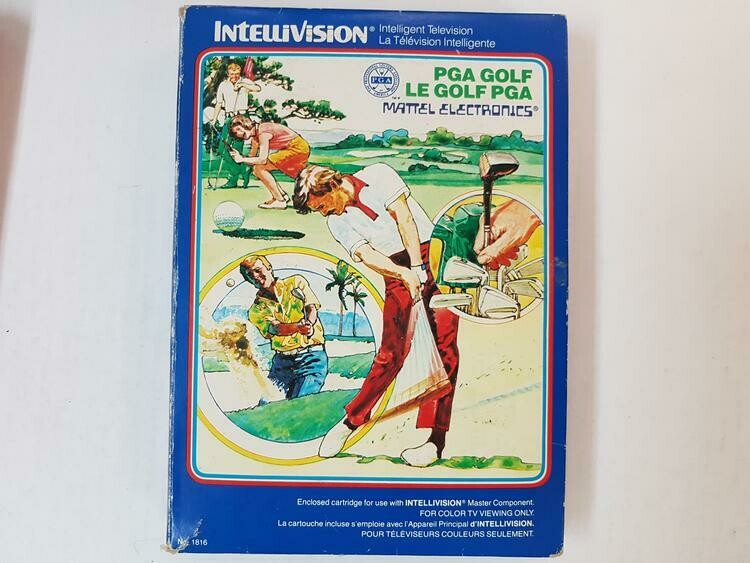 INTELLIVISION® Intelligent Television
La Télévision Intelligente
PGA GOLF
LE GOLF PGA
MATTEL ELECTRONICS®
PGA
Enclosed cartridge for use with INTELLIVISION® Master Component.
FOR COLOR TV VIEWING ONLY.
La cartouche incluse s'emploie avec l'Appareil Principal d'INTELLIVISION.
POUR TÉLÉVISEURS COULEURS SEULEMENT.
No. 1816